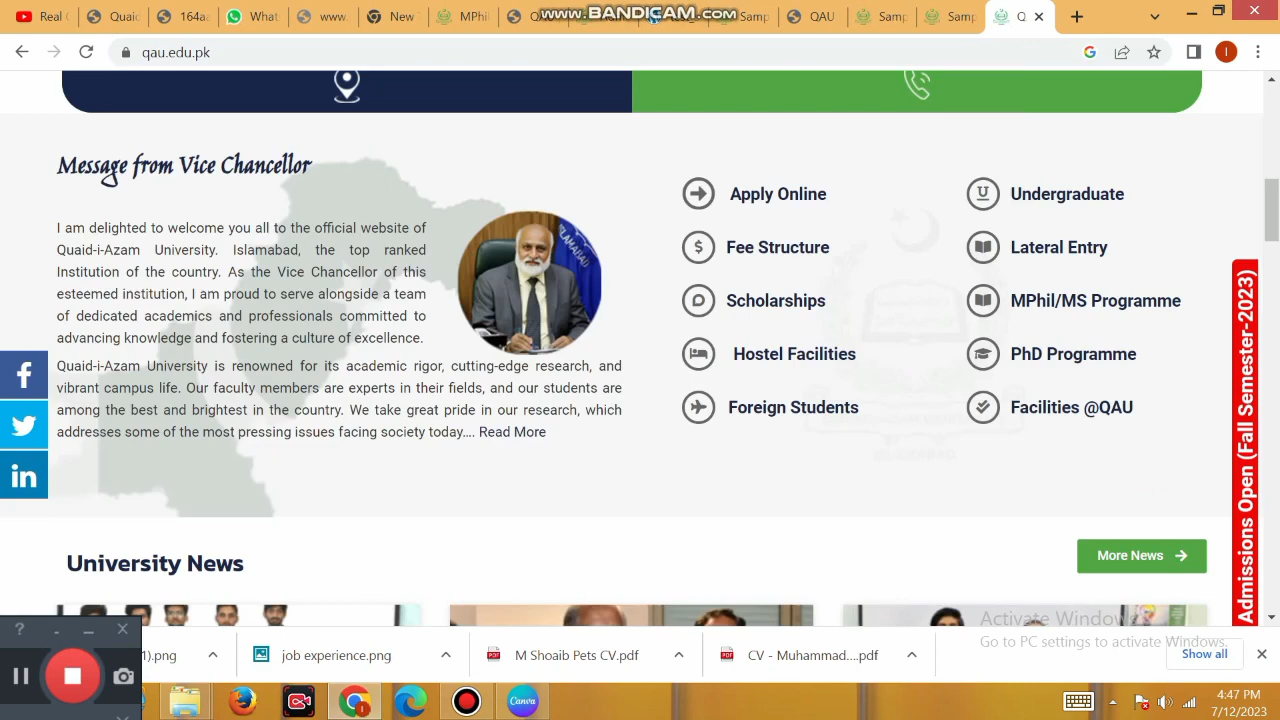 Real
Quaid
164aa
What
www.
New T
MPhil
Q
www.BANDICAM.com
Samp
QAU
Samp
Samp
Q
qau.edu.pk
I
Message from Vice Chancellor
I am delighted to welcome you all to the official website of
Quaid-i-Azam University. Islamabad, the top ranked
Institution of the country. As the Vice Chancellor of this
esteemed institution, I am proud to serve alongside a team
of dedicated academics and professionals committed to
advancing knowledge and fostering a culture of excellence.
Quaid-i-Azam University is renowned for its academic rigor, cutting-edge research, and
vibrant campus life. Our faculty members are experts in their fields, and our students are
among the best and brightest in the country. We take great pride in our research, which
addresses some of the most pressing issues facing society today.... Read More
Apply Online
Fee Structure
Scholarships
Hostel Facilities
Foreign Students
Undergraduate
Lateral Entry
MPhil/MS Programme
PhD Programme
Facilities @QAU
Admissions Open (Fall Semester-2023)
University News
More News
Activate Windows
Go to PC settings to activate Windows.
1).png
job experience.png
M Shoaib Pets CV.pdf
CV - Muhammad....pdf
Show all
Canva
4:47 PM
7/12/2023